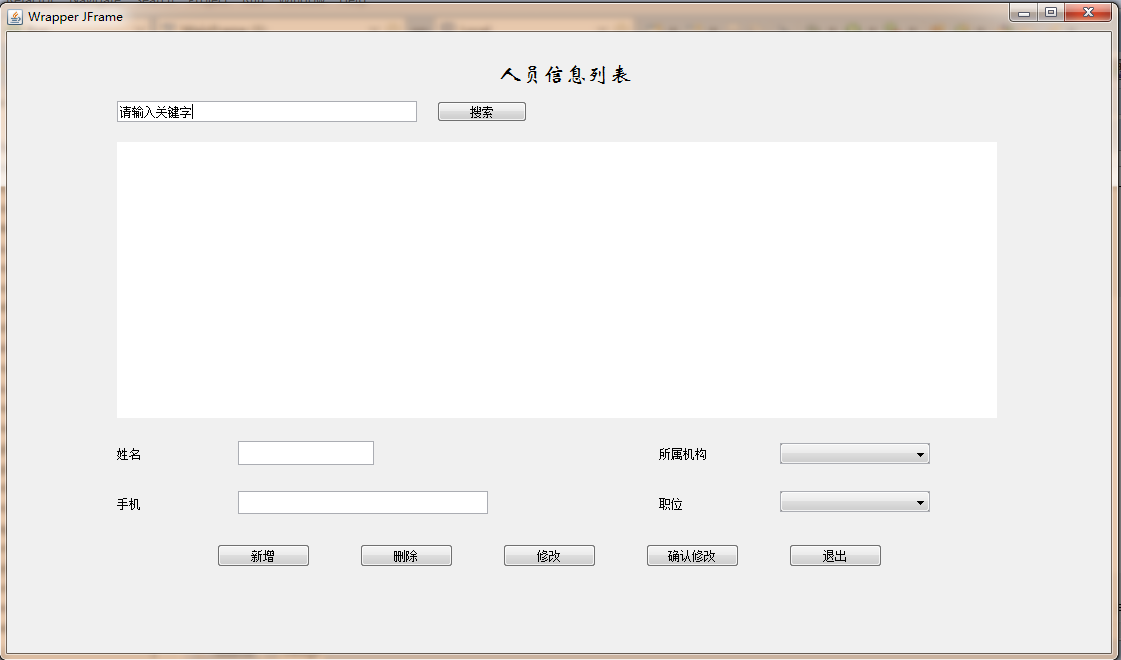 Wrapper JFrame
人员信息列表
请输入关键字 搜索
姓名 所属机构
手机 职位
新增 删除 修改 确认修改 退出